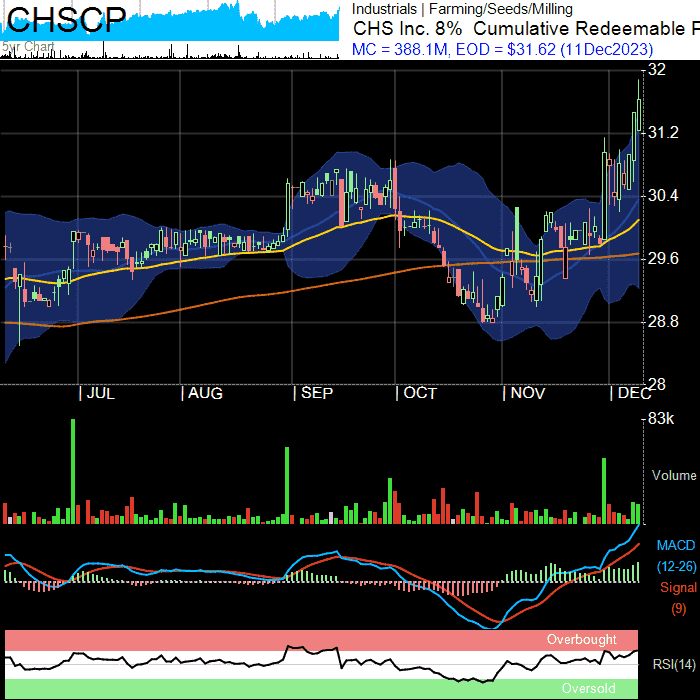 CHSCP
5yr Chart
Industrials | Farming/Seeds/Milling
CHS Inc. 8% Cumulative Redeemable P
MC = 388.1M, EOD = $31.62 (11Dec2023)
32
31.2
30.4
29.6
28.8
28
| JUL | AUG | SEP | OCT | NOV | DEC
83k
Volume
MACD
(12-26)
Signal
(9)
Overbought
RSI(14)
Oversold